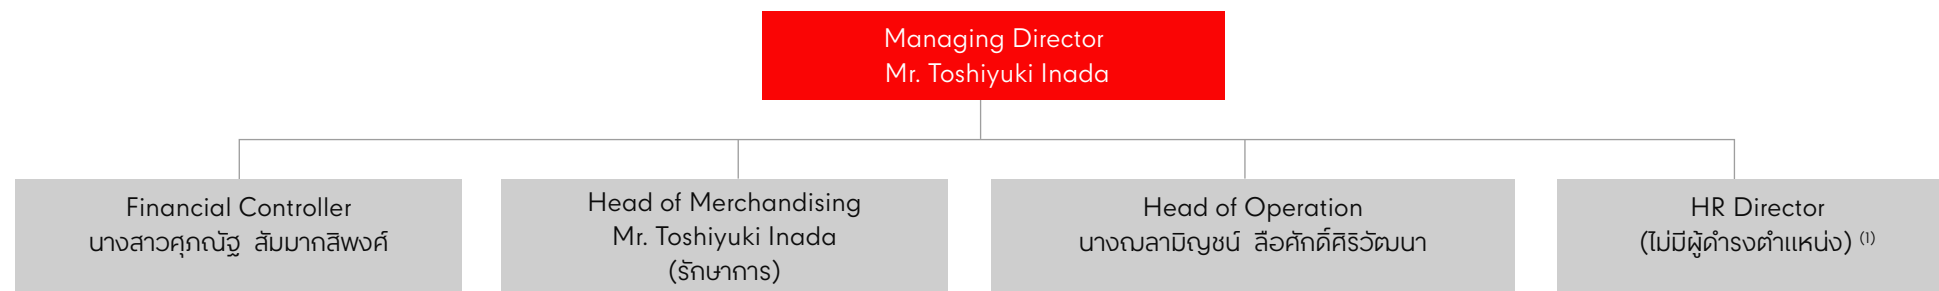 Managing Director
Mr. Toshiyuki Inada
Financial Controller
นางสาวศุภณัฐ สัมมากสิพงศ์
Head of Merchandising
Mr. Toshiyuki Inada
(รักษาการ)
Head of Operation
นางฌลามิญชน์ ลือศักดิ์ศิริวัฒนา
HR Director
(ไม่มีผู้ดำรงตำแหน่ง) (1)